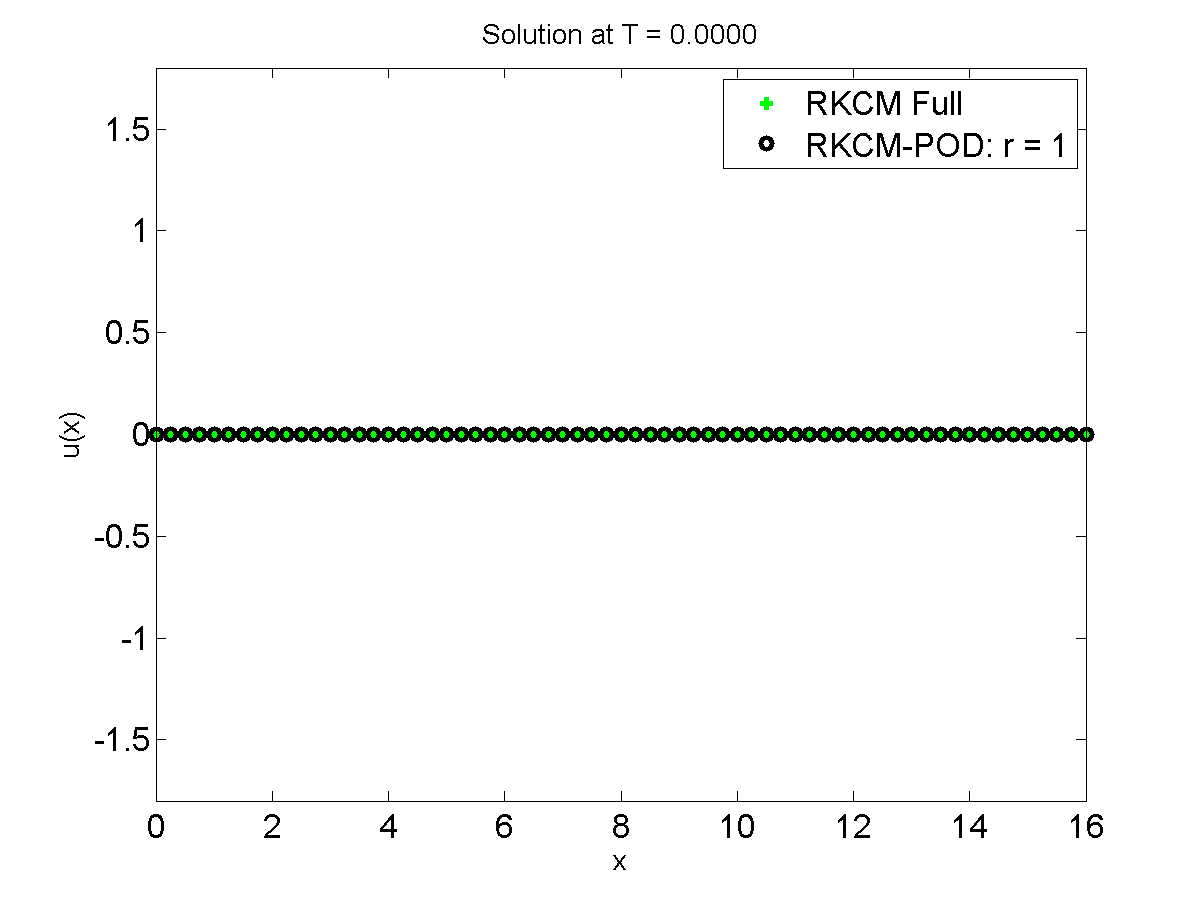 Solution at T = 0.0000
RKCM Full
RKCM-POD: r = 1
1.5
1
0.5
0
-0.5
-1
-1.5
u(x)
0 2 4 6 8 10 12 14 16
x